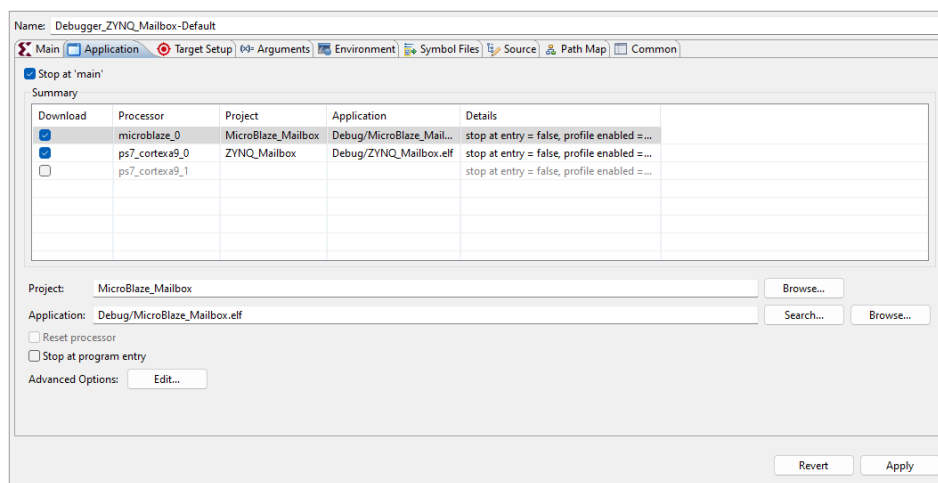 Name: Debugger_ZYNQ_Mailbox-Default
Main Application Target Setup (x)= Arguments Environment Symbol Files Source Path Map Common
Stop at 'main'
Summary
Download Processor Project Application Details
microblaze_0 MicroBlaze_Mailbox Debug/MicroBlaze_Mail... stop at entry = false, profile enabled =...
ps7_cortexa9_0 ZYNQ_Mailbox Debug/ZYNQ_Mailbox.elf stop at entry = false, profile enabled =...
ps7_cortexa9_1 stop at entry = false, profile enabled =...
Project: MicroBlaze_Mailbox Browse...
Application: Debug/MicroBlaze_Mailbox.elf Search... Browse...
Reset processor
Stop at program entry
Advanced Options: Edit...
Revert Apply